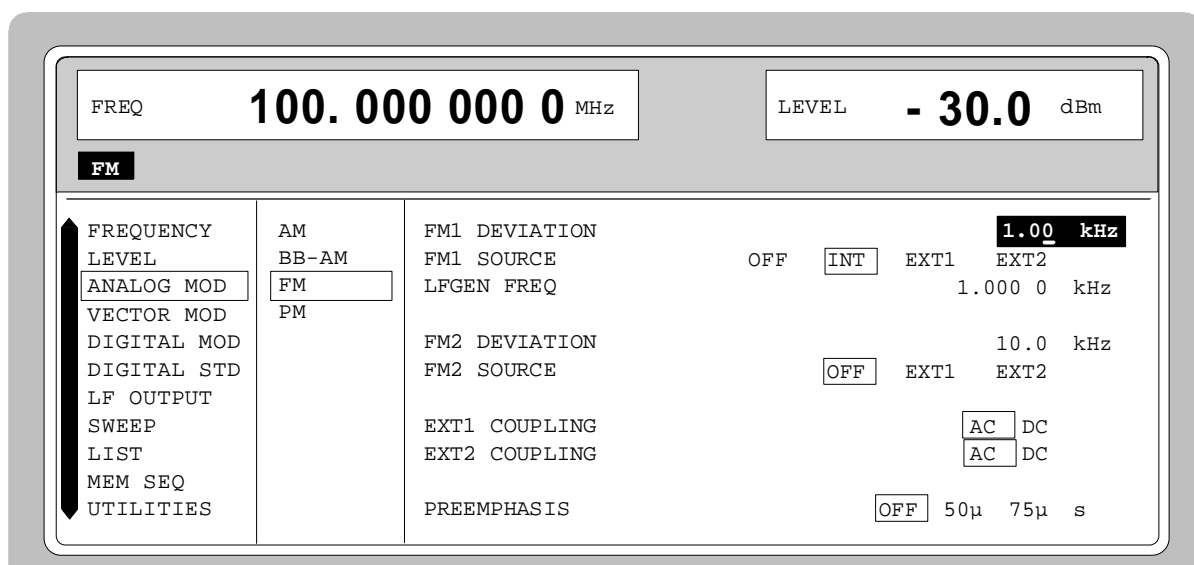 FREQ 100. 000 000 0 MHz LEVEL - 30.0 dBm
FM
FREQUENCY AM FM1 DEVIATION 1.00 kHz
LEVEL BB-AM FM1 SOURCE OFF INT EXT1 EXT2
ANALOG MOD FM LFGEN FREQ 1.000 0 kHz
VECTOR MOD PM
DIGITAL MOD FM2 DEVIATION 10.0 kHz
DIGITAL STD FM2 SOURCE OFF EXT1 EXT2
LF OUTPUT
SWEEP EXT1 COUPLING AC DC
LIST EXT2 COUPLING AC DC
MEM SEQ
UTILITIES PREEMPHASIS OFF 50µ 75µ s